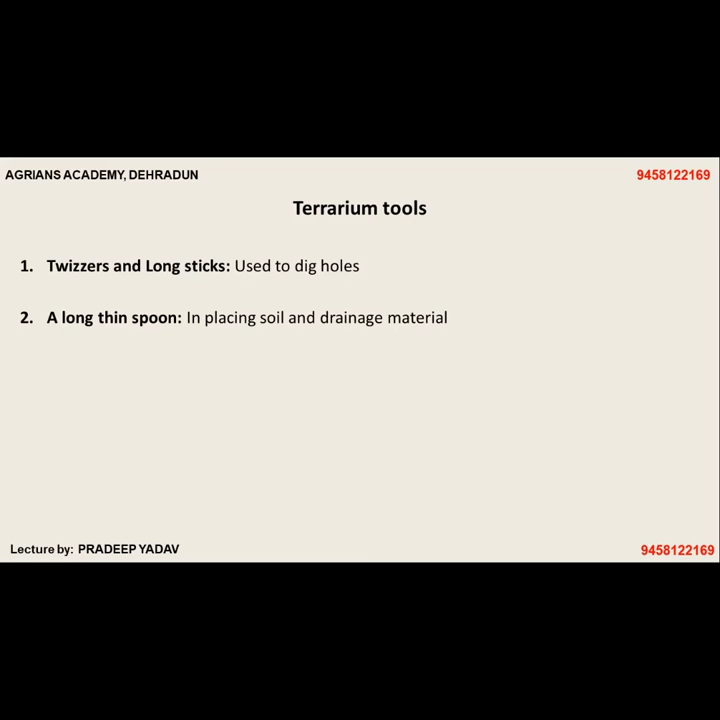 AGRIANS ACADEMY, DEHRADUN 9458122169
Terrarium tools
1. Twizzers and Long sticks: Used to dig holes
2. A long thin spoon: In placing soil and drainage material
Lecture by: PRADEEP YADAV 9458122169